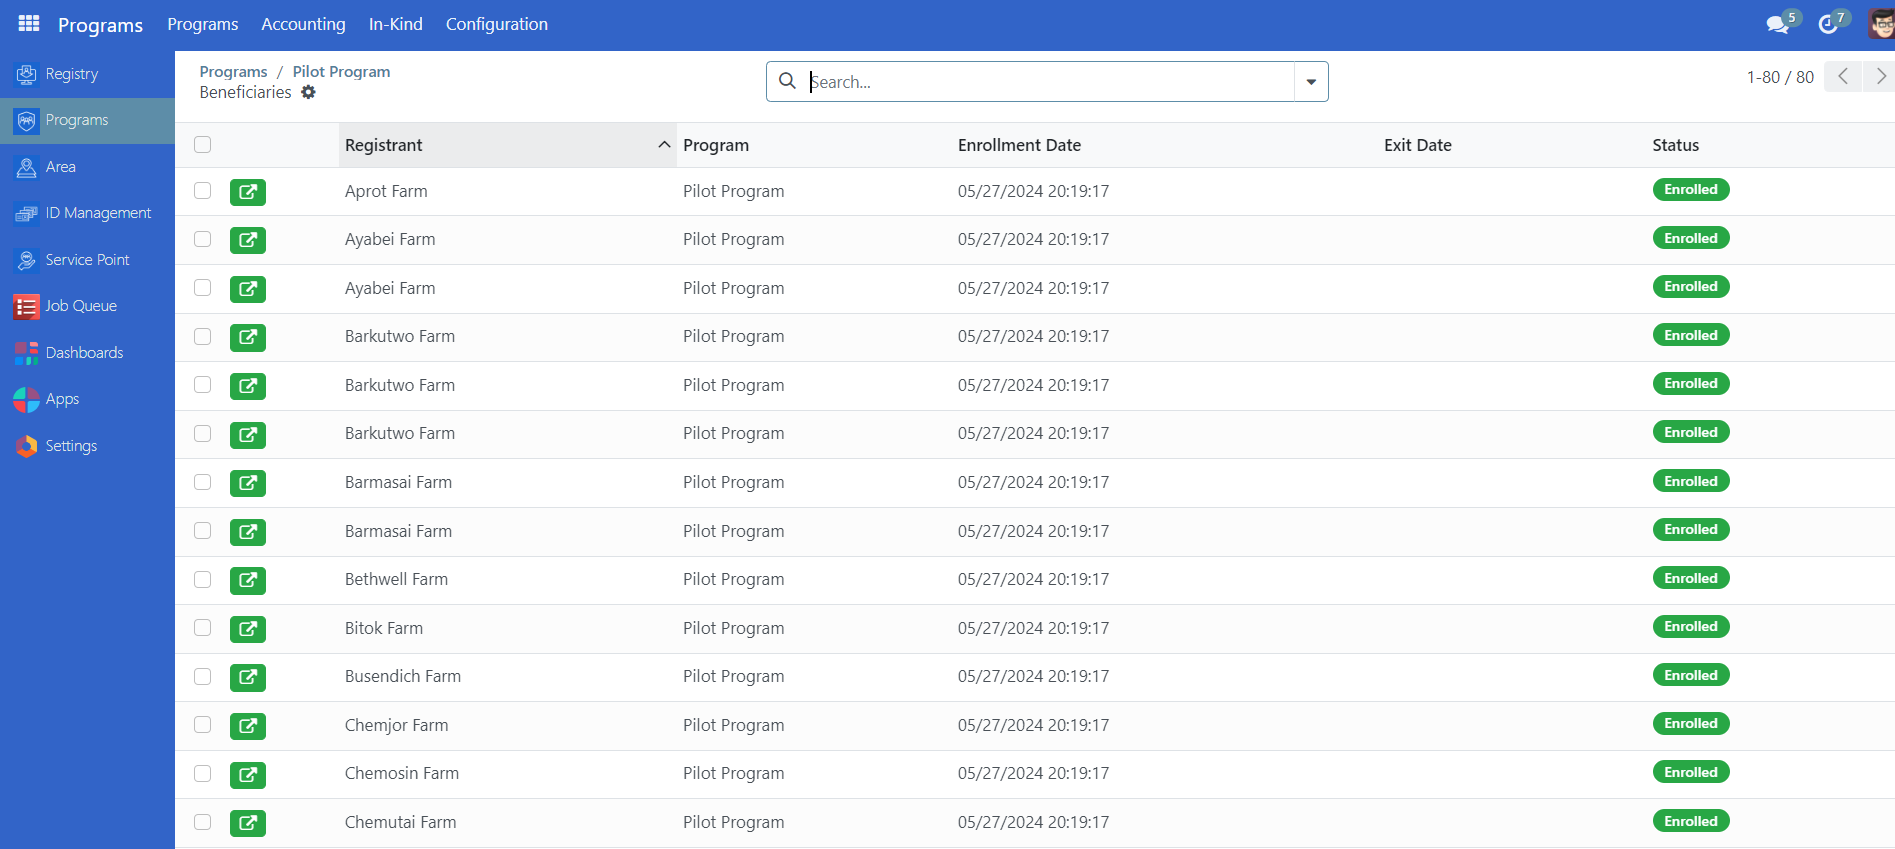 Programs Programs Accounting In-Kind Configuration 5 7
Registry
Programs
Area
ID Management
Service Point
Job Queue
Dashboards
Apps
Settings
Programs / Pilot Program
Beneficiaries
Search...
1-80 / 80
Registrant Program Enrollment Date Exit Date Status
Aprot Farm Pilot Program 05/27/2024 20:19:17 Enrolled
Ayabei Farm Pilot Program 05/27/2024 20:19:17 Enrolled
Ayabei Farm Pilot Program 05/27/2024 20:19:17 Enrolled
Barkutwo Farm Pilot Program 05/27/2024 20:19:17 Enrolled
Barkutwo Farm Pilot Program 05/27/2024 20:19:17 Enrolled
Barkutwo Farm Pilot Program 05/27/2024 20:19:17 Enrolled
Barmasai Farm Pilot Program 05/27/2024 20:19:17 Enrolled
Barmasai Farm Pilot Program 05/27/2024 20:19:17 Enrolled
Bethwell Farm Pilot Program 05/27/2024 20:19:17 Enrolled
Bitok Farm Pilot Program 05/27/2024 20:19:17 Enrolled
Busendich Farm Pilot Program 05/27/2024 20:19:17 Enrolled
Chemjor Farm Pilot Program 05/27/2024 20:19:17 Enrolled
Chemosin Farm Pilot Program 05/27/2024 20:19:17 Enrolled
Chemutai Farm Pilot Program 05/27/2024 20:19:17 Enrolled